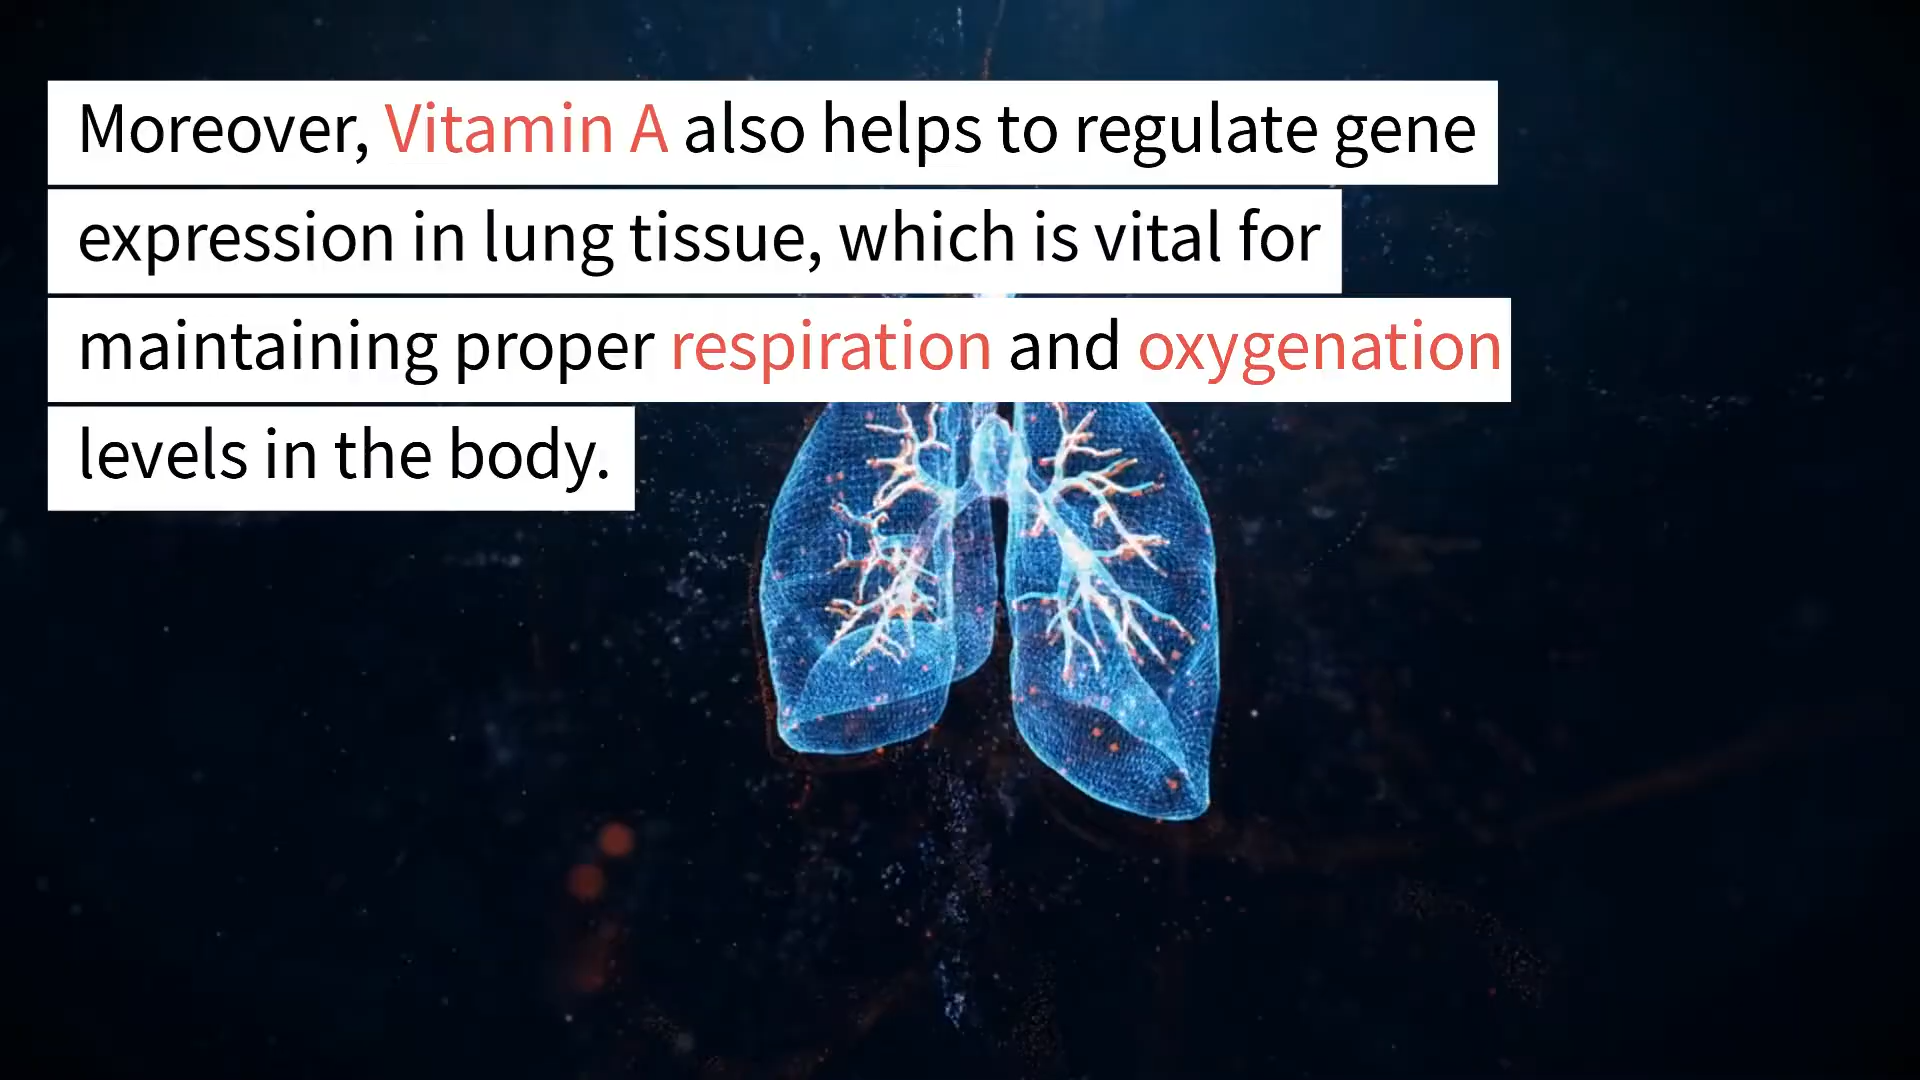 Moreover, Vitamin A also helps to regulate gene
expression in lung tissue, which is vital for
maintaining proper respiration and oxygenation
levels in the body.